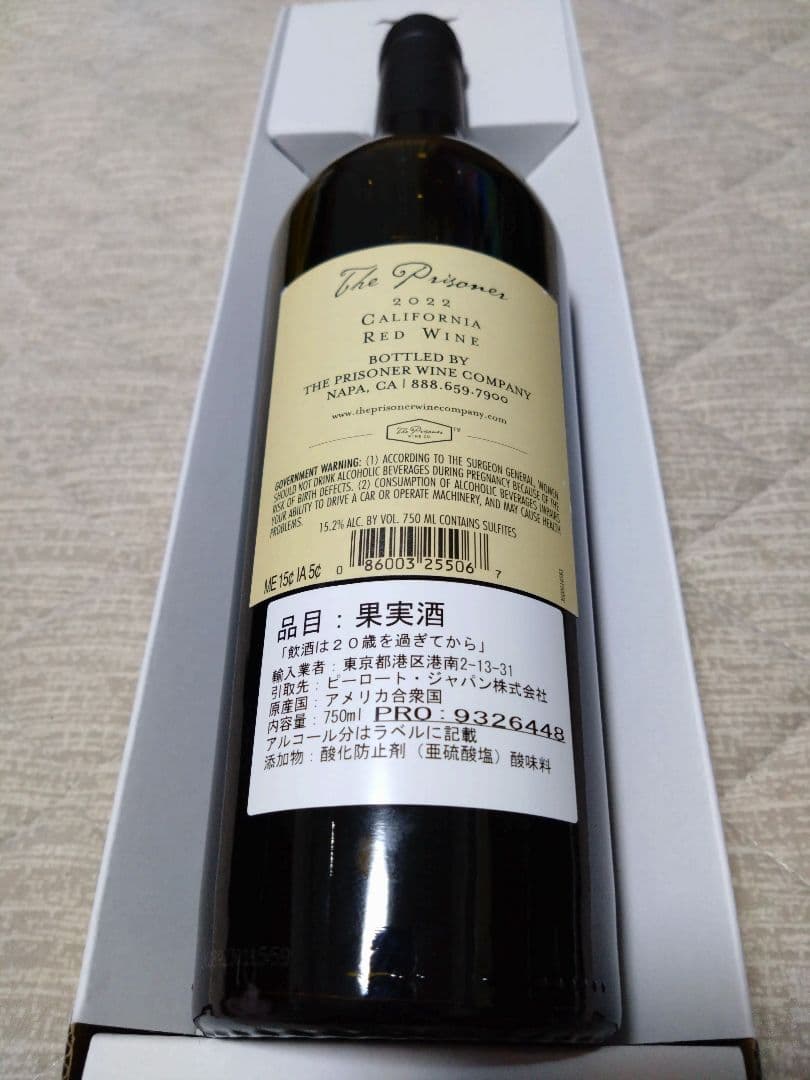 The Prisoner
2022
CALIFORNIA
RED WINE
BOTTLED BY
THE PRISONER WINE COMPANY
NAPA, CA | 888.659.7900
www.theprisonerwinecompany.com
The Prisoner
WINE CO.
GOVERNMENT WARNING: (1) ACCORDING TO THE SURGEON GENERAL, WOMEN
SHOULD NOT DRINK ALCOHOLIC BEVERAGES DURING PREGNANCY BECAUSE OF THE
RISK OF BIRTH DEFECTS. (2) CONSUMPTION OF ALCOHOLIC BEVERAGES IMPAIRS
YOUR ABILITY TO DRIVE A CAR OR OPERATE MACHINERY, AND MAY CAUSE HEALTH
PROBLEMS.
15.2% ALC. BY VOL. 750 ML CONTAINS SULFITES
ME 15¢ IA 5¢
0 86003 25506 7
品目：果実酒
「飲酒は２０歳を過ぎてから」
輸入業者：東京都港区港南2-13-31
引取先：ピーロート・ジャパン株式会社
原産国：アメリカ合衆国
内容量：750ml PRO：9326448
アルコール分はラベルに記載
添加物：酸化防止剤（亜硫酸塩）酸味料